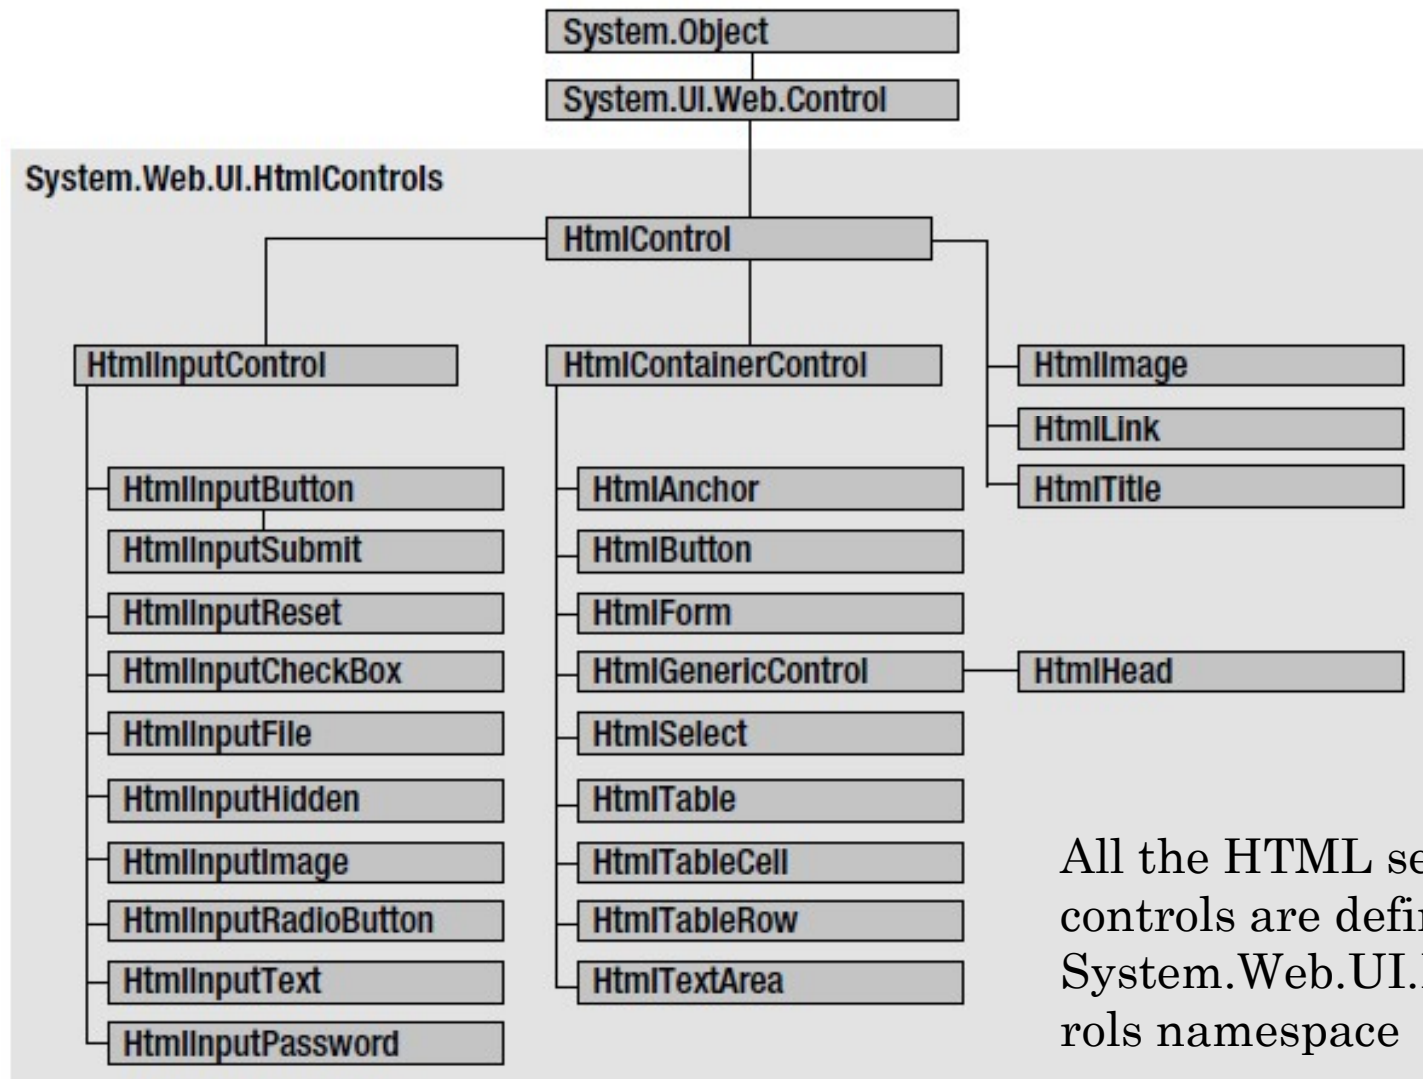 System.Object
System.UI.Web.Control
System.Web.UI.HtmlControls
HtmlControl
HtmlInputControl
HtmlContainerControl
HtmlImage
HtmlLink
HtmlTitle
HtmlInputButton
HtmlInputSubmit
HtmlInputReset
HtmlInputCheckBox
HtmlInputFile
HtmlInputHidden
HtmlInputImage
HtmlInputRadioButton
HtmlInputText
HtmlInputPassword
HtmlAnchor
HtmlButton
HtmlForm
HtmlGenericControl
HtmlSelect
HtmlTable
HtmlTableCell
HtmlTableRow
HtmlTextArea
HtmlHead
All the HTML
controls are
System.Web.UI.
rols namespace